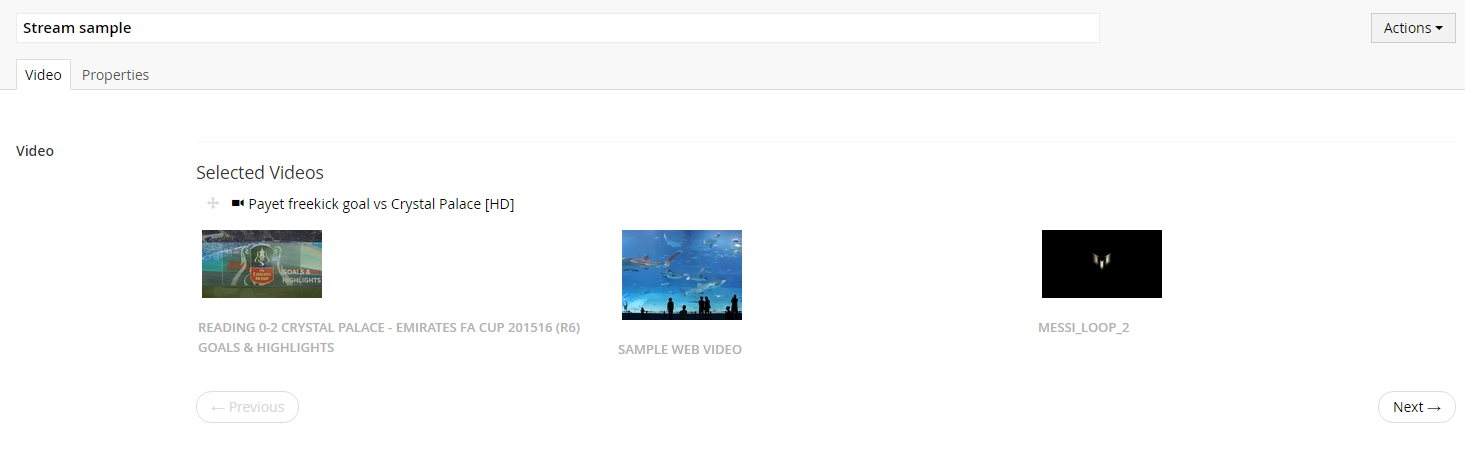 Stream sample
Actions
Video
Properties
Video
Selected Videos
Payet freekick goal vs Crystal Palace [HD]
GOALS &
HIGHLIGHTS
READING 0-2 CRYSTAL PALACE - EMIRATES FA CUP 201516 (R6)
GOALS & HIGHLIGHTS
SAMPLE WEB VIDEO
MESSI_LOOP_2
← Previous
Next →